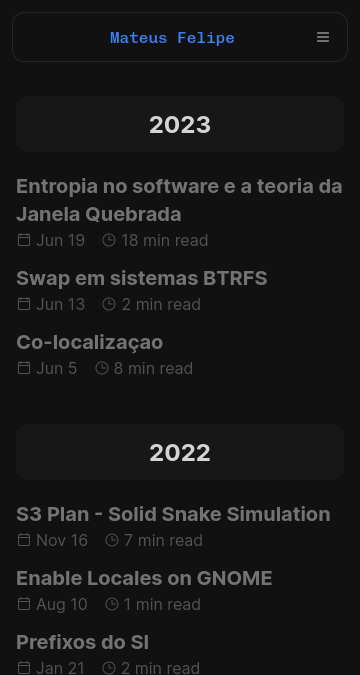 Mateus Felipe
2023
Entropia no software e a teoria da
Janela Quebrada
Jun 19 18 min read
Swap em sistemas BTRFS
Jun 13 2 min read
Co-localizaçao
Jun 5 8 min read
2022
S3 Plan - Solid Snake Simulation
Nov 16 7 min read
Enable Locales on GNOME
Aug 10 1 min read
Prefixos do SI
Jan 21 2 min read